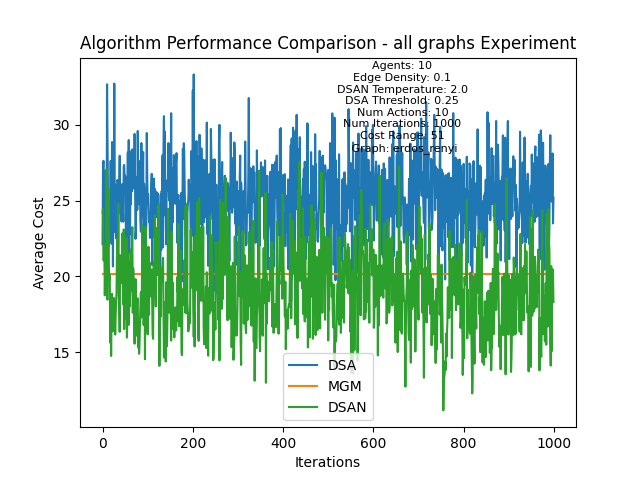 Algorithm Performance Comparison - all graphs Experiment
Agents: 10
Edge Density: 0.1
DSAN Temperature: 2.0
DSA Threshold: 0.25
Num Actions: 10
Num Iterations: 1000
Cost Range: 51
Graph: erdos_renyi
30
25
20
15
Average Cost
DSA
MGM
DSAN
0
200
400
600
800
1000
Iterations